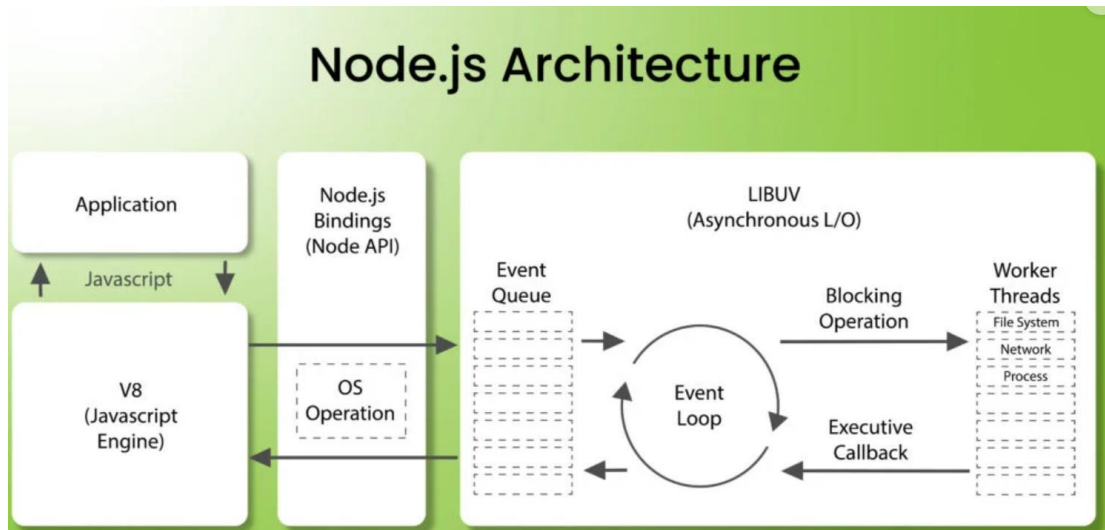 Node.js Architecture
Application
Javascript
V8
(Javascript
Engine)
Node.js
Bindings
(Node API)
OS
Operation
LIBUV
(Asynchronous L/O)
Event
Queue
Event
Loop
Blocking
Operation
Executive
Callback
Worker
Threads
File System
Network
Process